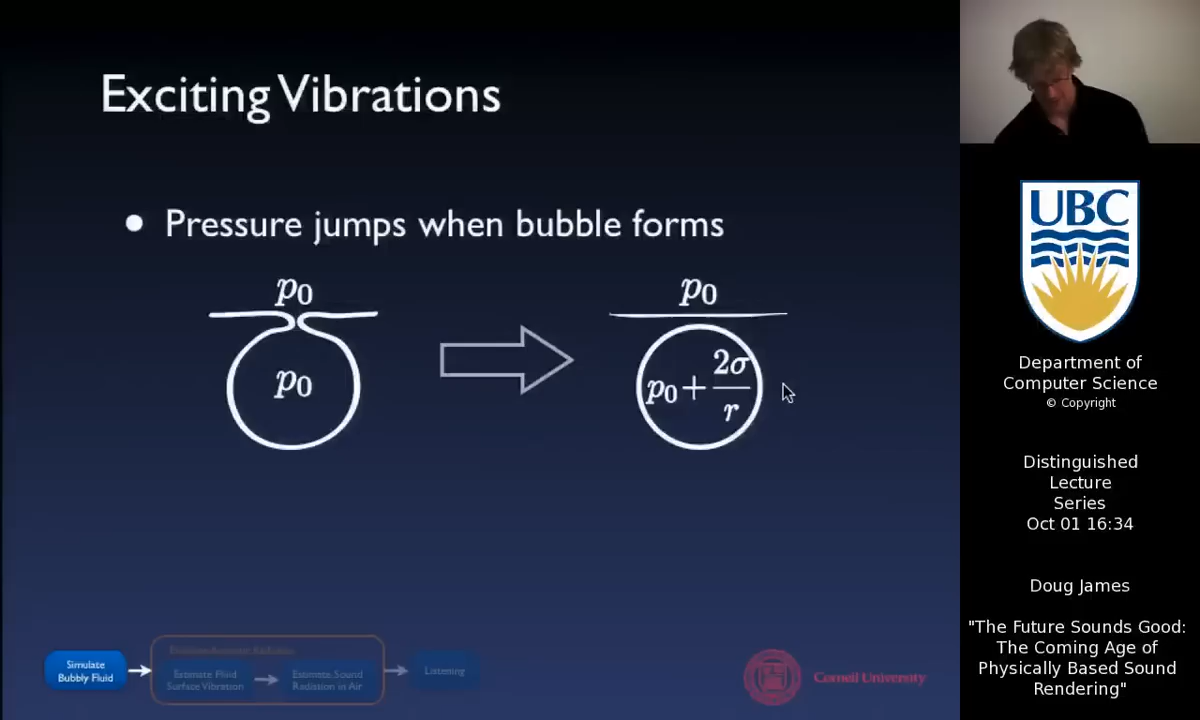 Exciting Vibrations
• Pressure jumps when bubble forms
p0
p0
p0
p0 + 2σ/r
Simulate
Bubbly Fluid
Estimate Fluid
Surface Vibration
Estimate Sound
Radiation in Air
Listening
Cornell University
UBC
Department of
Computer Science
© Copyright
Distinguished
Lecture
Series
Oct 01 16:34
Doug James
"The Future Sounds Good:
The Coming Age of
Physically Based Sound
Rendering"